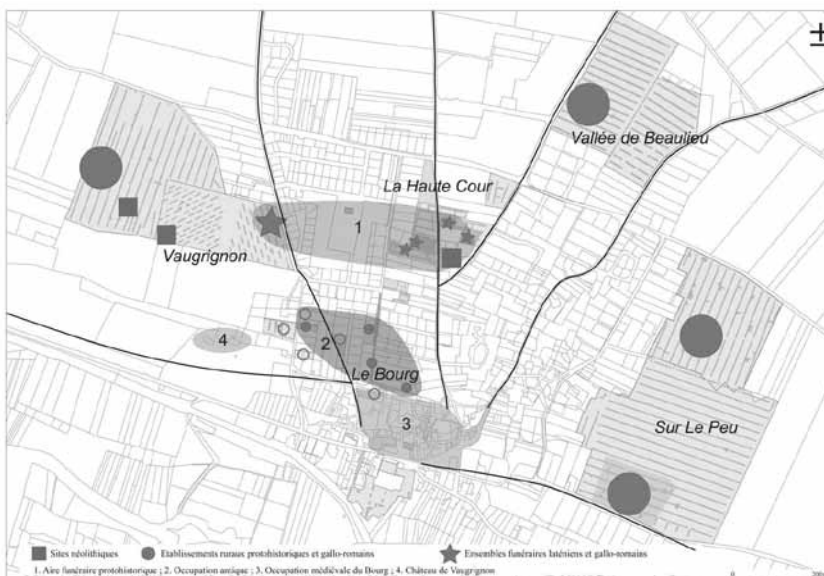 Vallée de Beaulieu
La Haute Cour
1
Vaugrignon
4
2
Le Bourg
3
Sur Le Peu
Sites néolithiques
Etablissements ruraux protohistoriques et gallo-romains
Ensembles funéraires laténiens et gallo-romains
1. Aire funéraire protohistorique ; 2. Occupation antique ; 3. Occupation médiévale du Bourg ; 4. Château de Vaugrignon
0